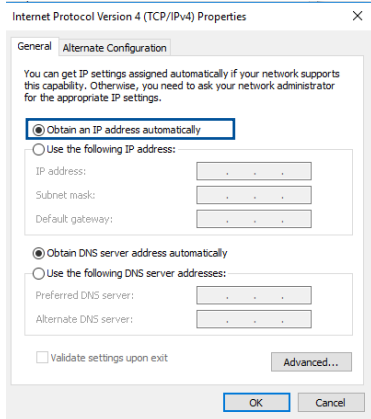 Internet Protocol Version 4 (TCP/IPv4) Properties
General Alternate Configuration
You can get IP settings assigned automatically if your network supports
this capability. Otherwise, you need to ask your network administrator
for the appropriate IP settings.
Obtain an IP address automatically
Use the following IP address:
IP address: . . .
Subnet mask: . . .
Default gateway: . . .
Obtain DNS server address automatically
Use the following DNS server addresses:
Preferred DNS server: . . .
Alternate DNS server: . . .
Validate settings upon exit
Advanced...
OK Cancel